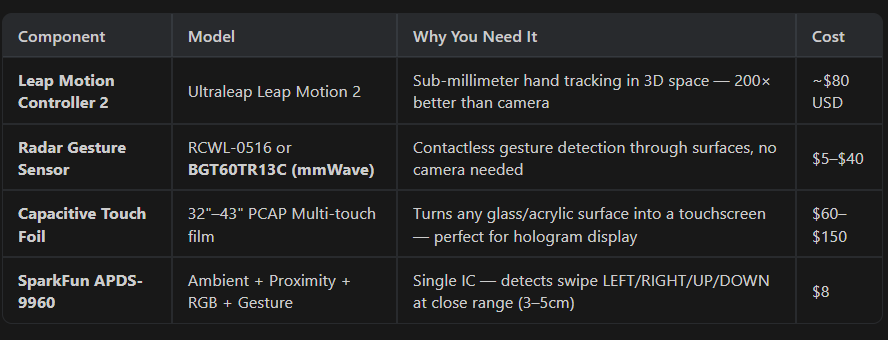 Component Model Why You Need It Cost
Leap Motion
Controller 2
Ultraleap Leap Motion 2
Sub-millimeter hand tracking in 3D space — 200×
better than camera
~$80
USD
Radar Gesture
Sensor
RCWL-0516 or
BGT60TR13C (mmWave)
Contactless gesture detection through surfaces, no
camera needed
$5–$40
Capacitive Touch
Foil
32"–43" PCAP Multi-touch
film
Turns any glass/acrylic surface into a touchscreen
— perfect for hologram display
$60–
$150
SparkFun APDS-
9960
Ambient + Proximity +
RGB + Gesture
Single IC — detects swipe LEFT/RIGHT/UP/DOWN
at close range (3–5cm)
$8